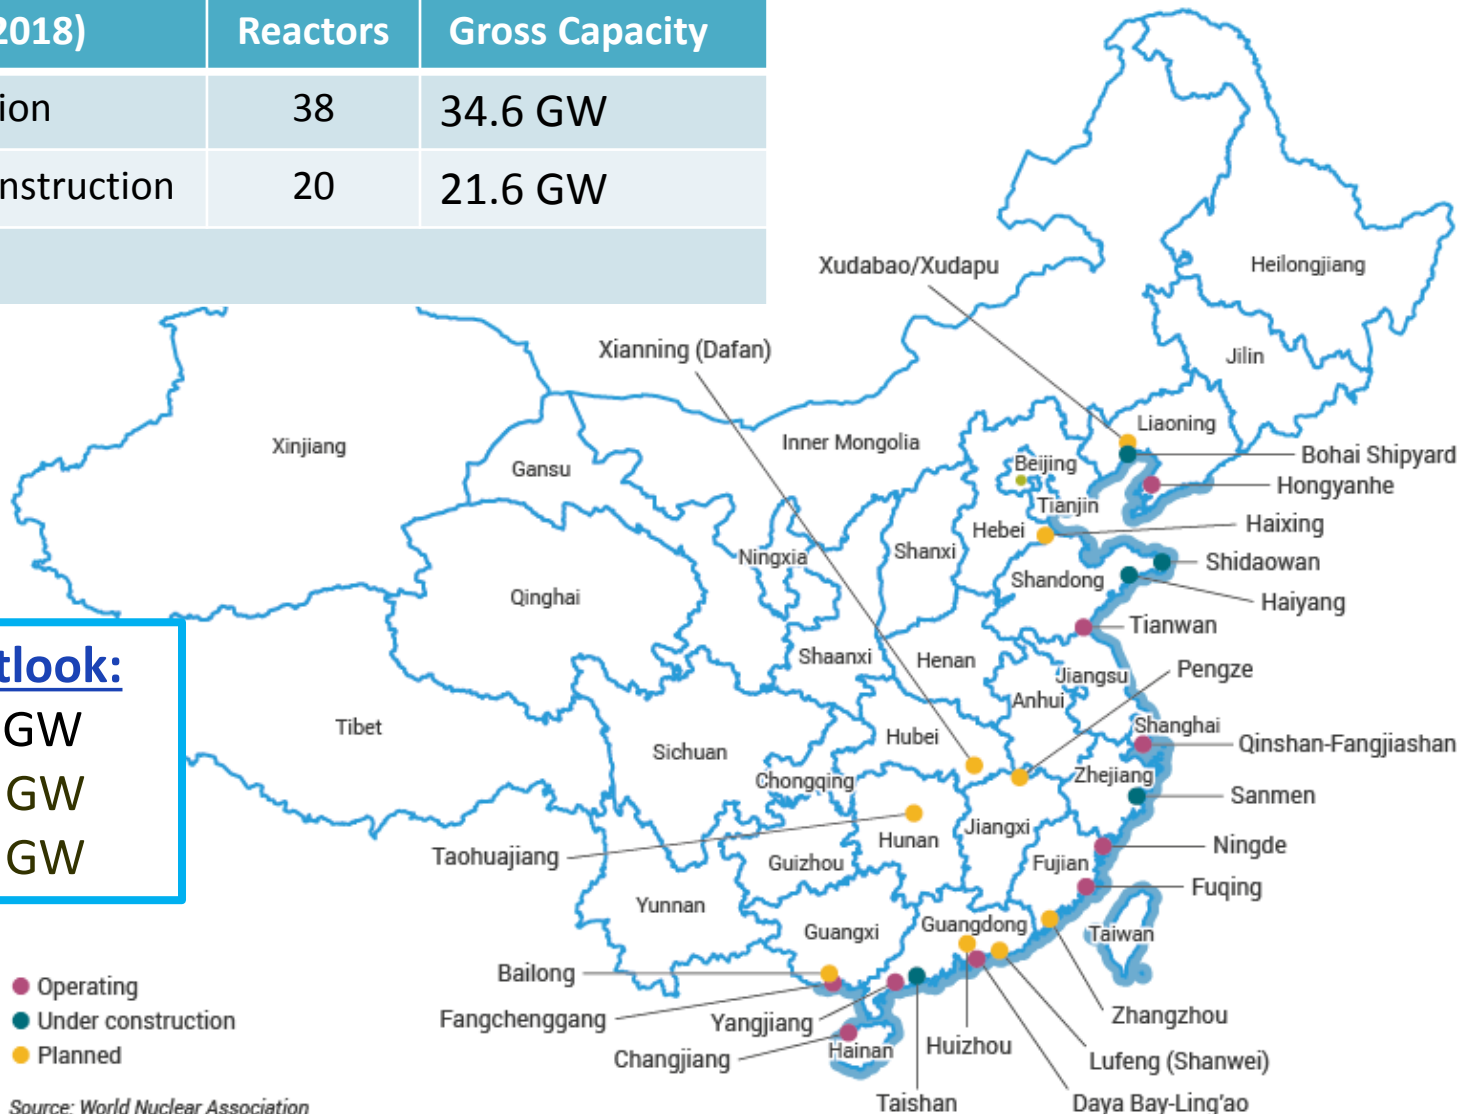 2018) Reactors Gross Capacity
ion 38 34.6 GW
nstruction 20 21.6 GW
Xudabao/Xudapu
Heilongjiang
Xianning (Dafan)
Jilin
Liaoning
Xinjiang
Inner Mongolia
Gansu
Beijing
Bohai Shipyard
Hongyanhe
Tianjin
Haixing
Hebei
Ningxia
Shanxi
Shidaowan
Shandong
Qinghai
Haiyang
Tianwan
tlook:
Shaanxi
Henan
Pengze
Jiangsu
Anhui
GW
Tibet
Shanghai
Hubei
Qinshan-Fangjiashan
Sichuan
Zhejiang
Chongqing
GW
Sanmen
Jiangxi
Hunan
Ningde
GW
Taohuajiang
Guizhou
Fujian
Fuqing
Yunnan
Guangdong
Guangxi
Taiwan
Bailong
Operating
Fangchenggang
Yangjiang
Zhangzhou
Under construction
Huizhou
Hainan
Planned
Changjiang
Lufeng (Shanwei)
Taishan
Daya Bay-Ling'ao
Source: World Nuclear Association